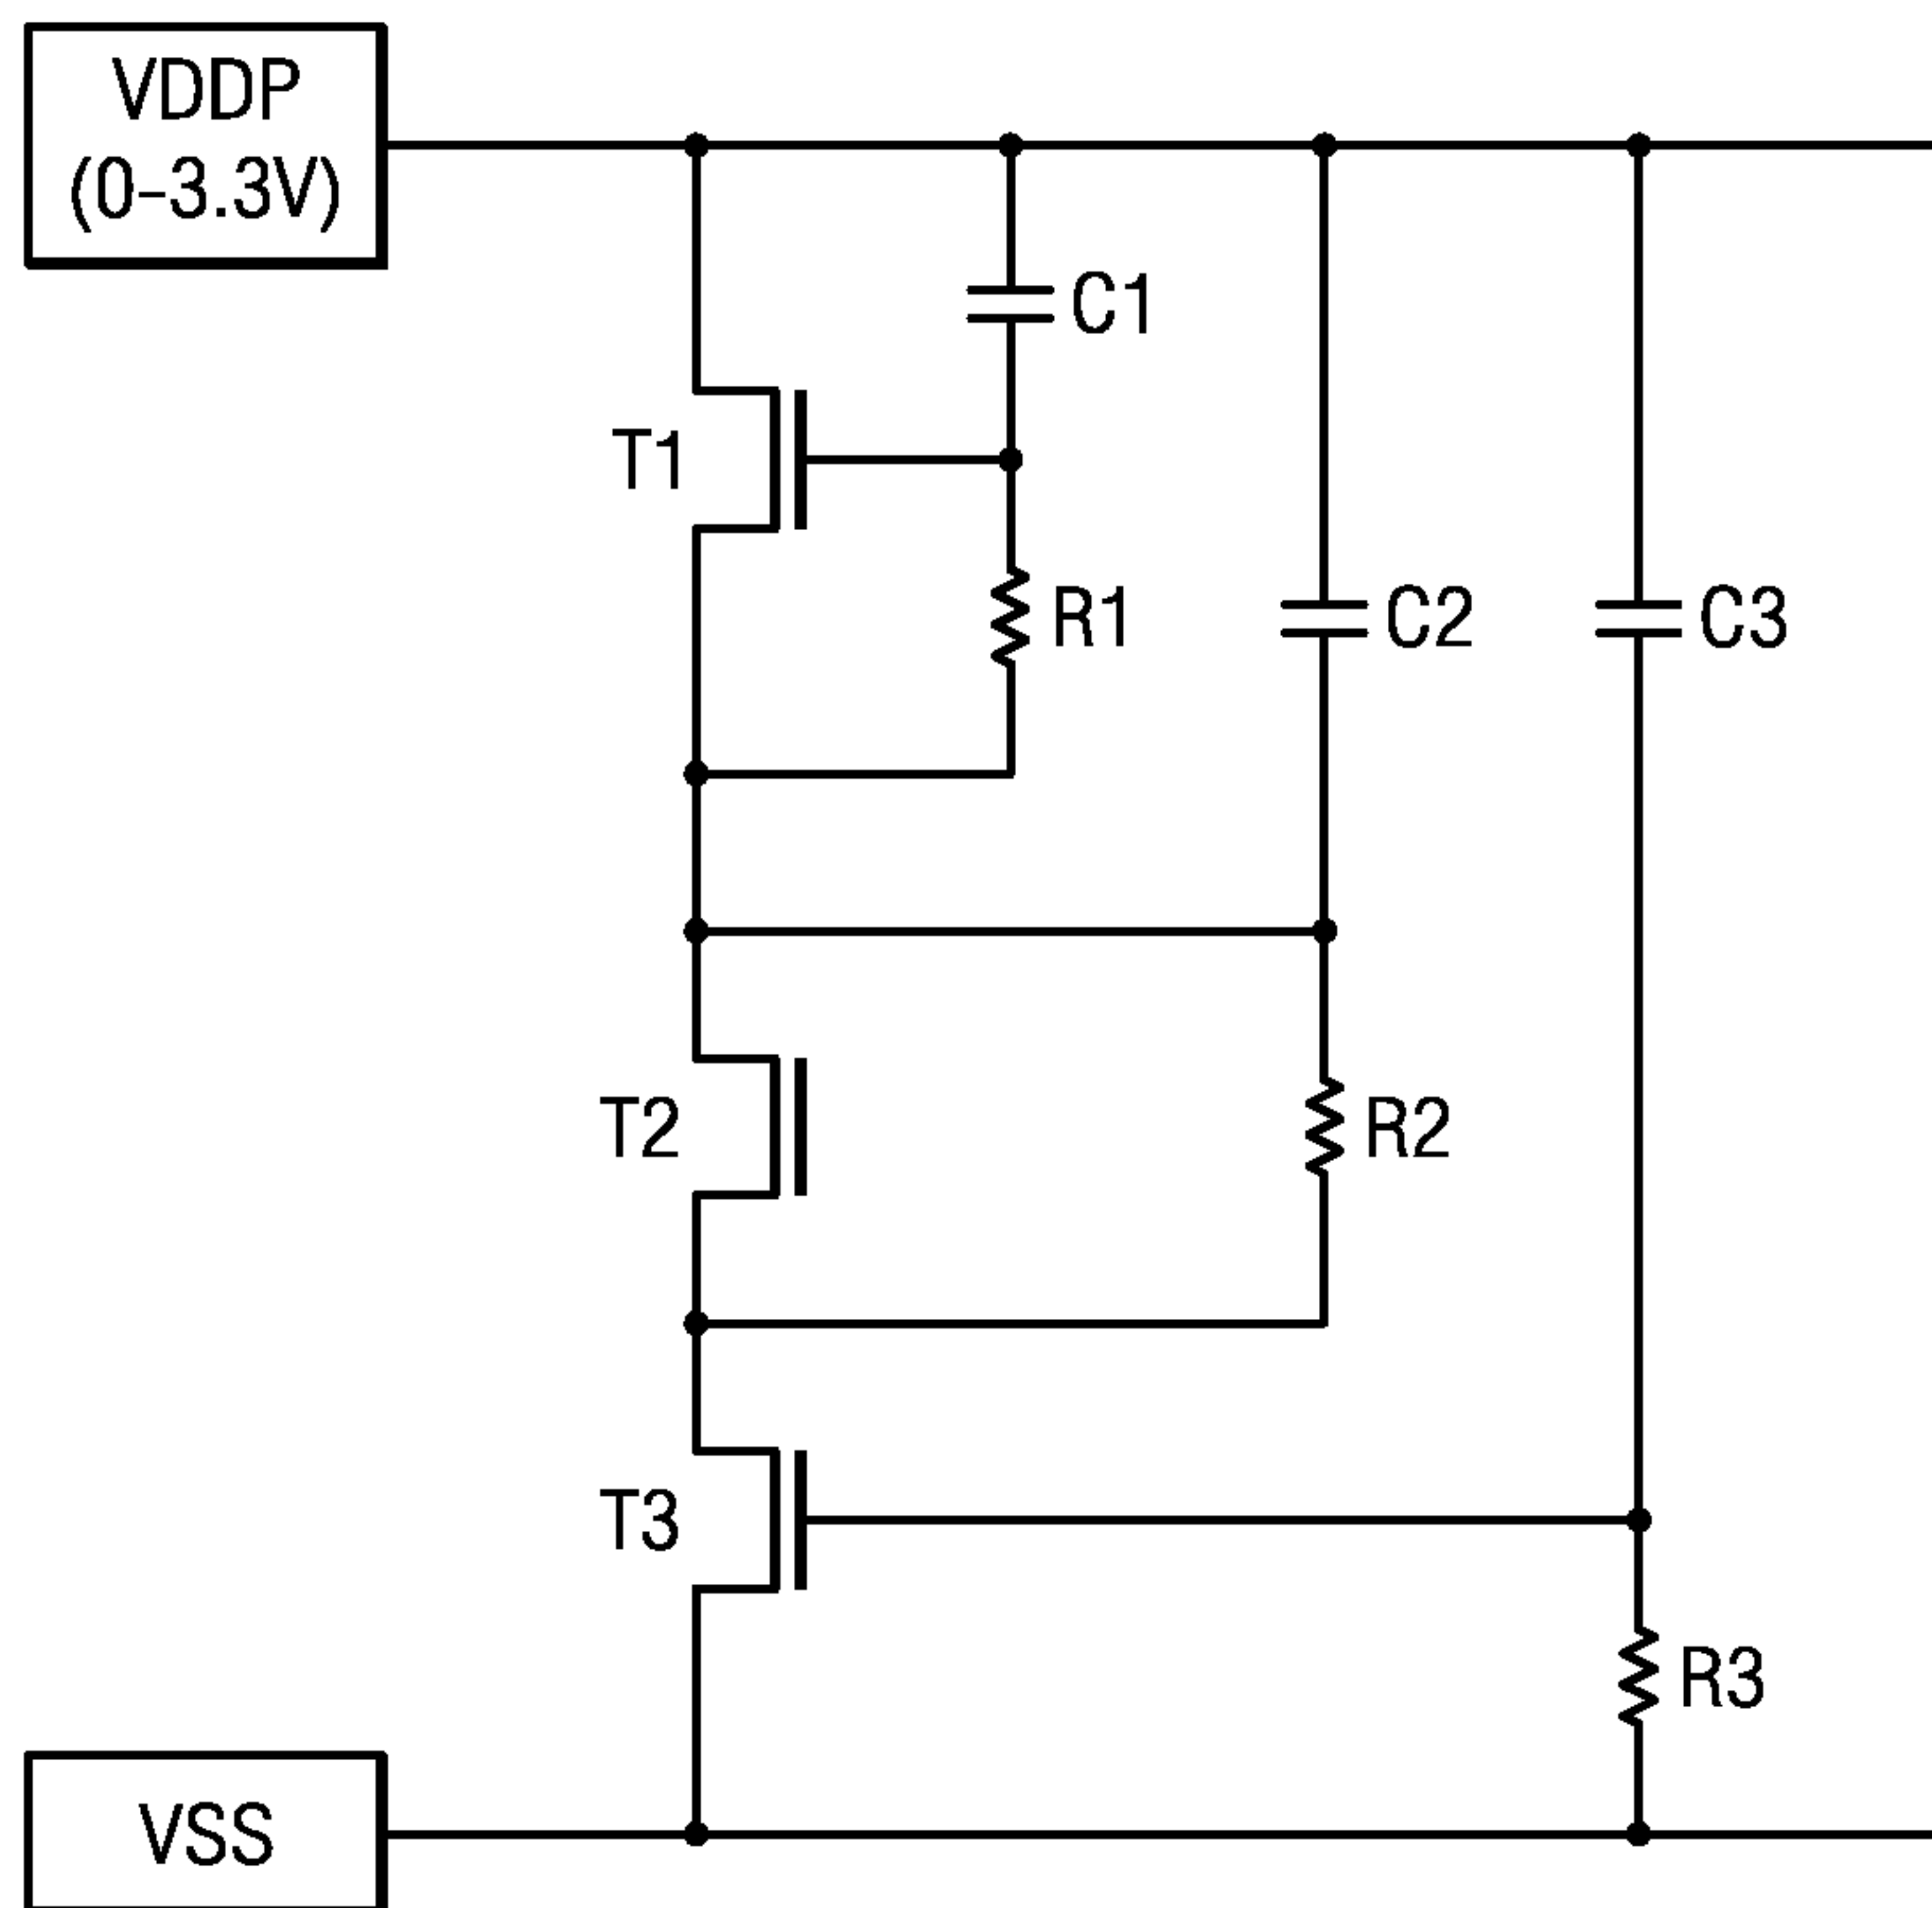 VDDP
(0-3.3V)
C1
T1
R1
C2
C3
T2
R2
T3
R3
VSS